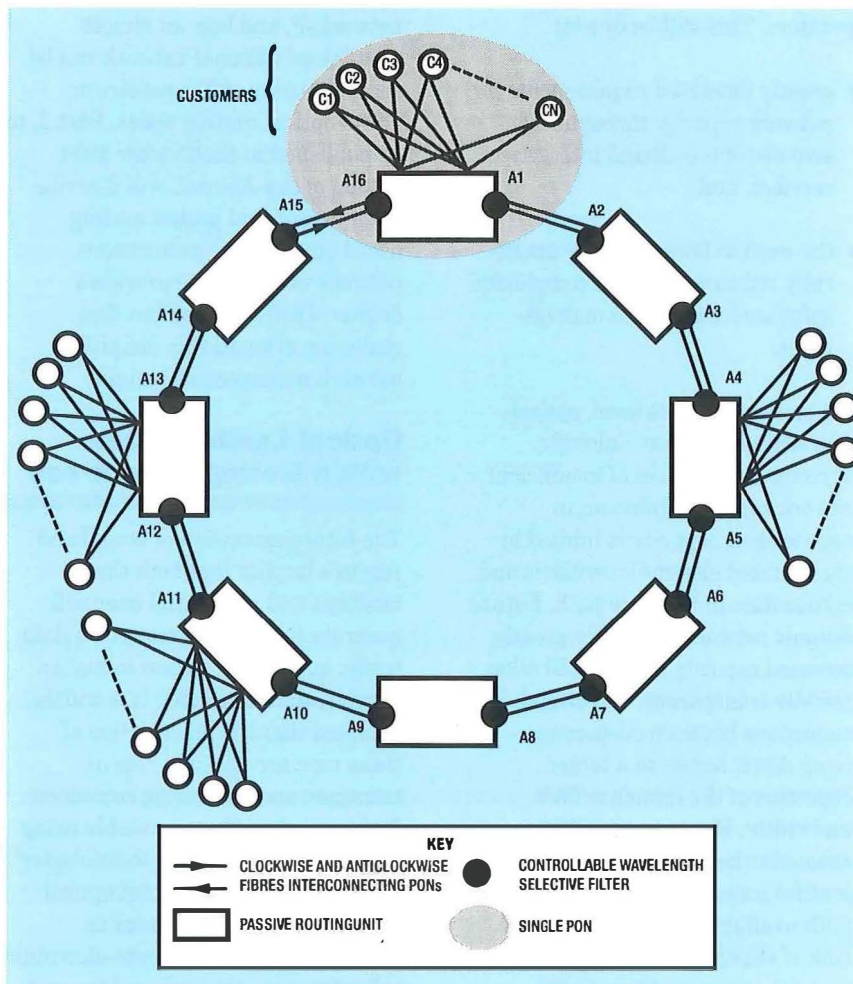 CUSTOMERS
C1
C2
C3
C4
CN
A16
A1
A15
A2
A14
A3
A13
A4
A12
A5
A11
A6
A10
A9
A8
A7
KEY
CLOCKWISE AND ANTICLOCKWISE
FIBRES INTERCONNECTING PONs
CONTROLLABLE WAVELENGTH
SELECTIVE FILTER
PASSIVE ROUTINGUNIT
SINGLE PON